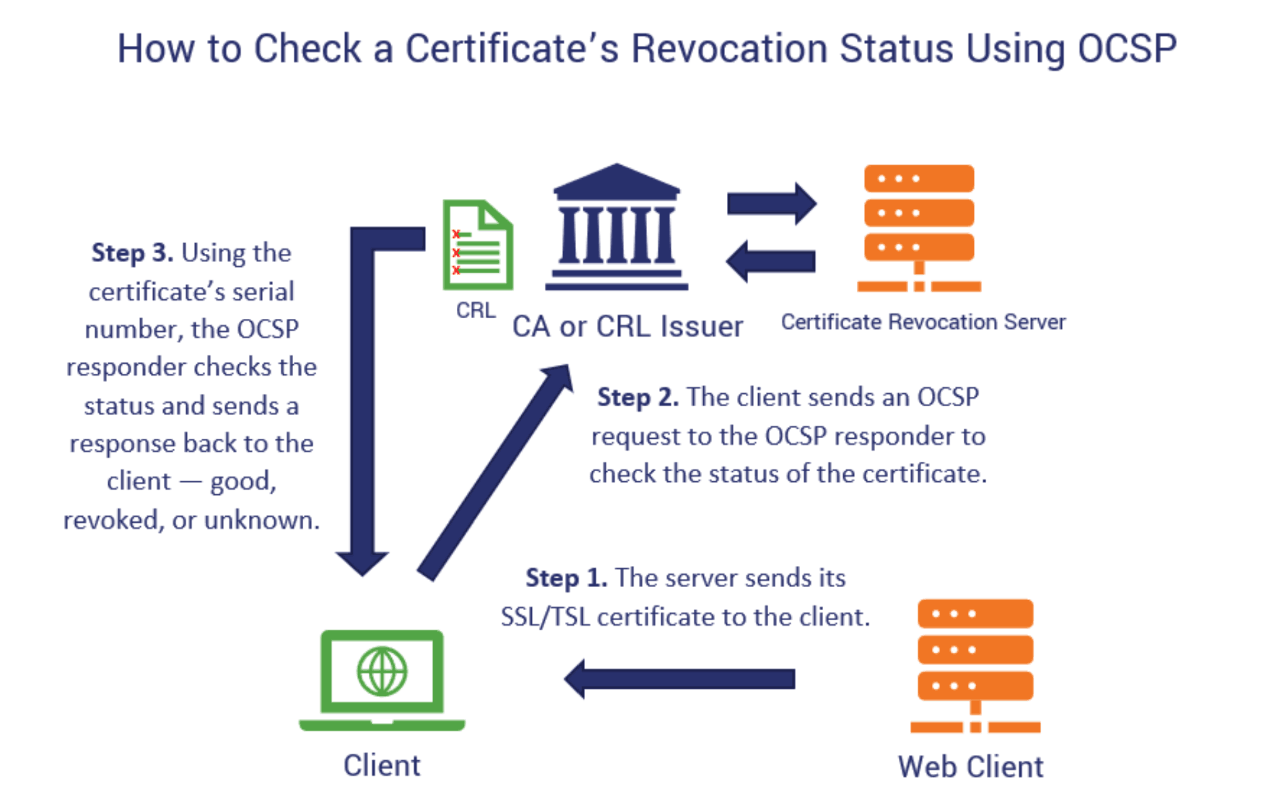 How to Check a Certificate's Revocation Status Using OCSP
Step 3. Using the
certificate's serial
number, the OCSP
responder checks the
status and sends a
response back to the
client — good,
revoked, or unknown.
x
x
x
CRL
CA or CRL Issuer
Certificate Revocation Server
Step 2. The client sends an OCSP
request to the OCSP responder to
check the status of the certificate.
Step 1. The server sends its
SSL/TSL certificate to the client.
Client
Web Client